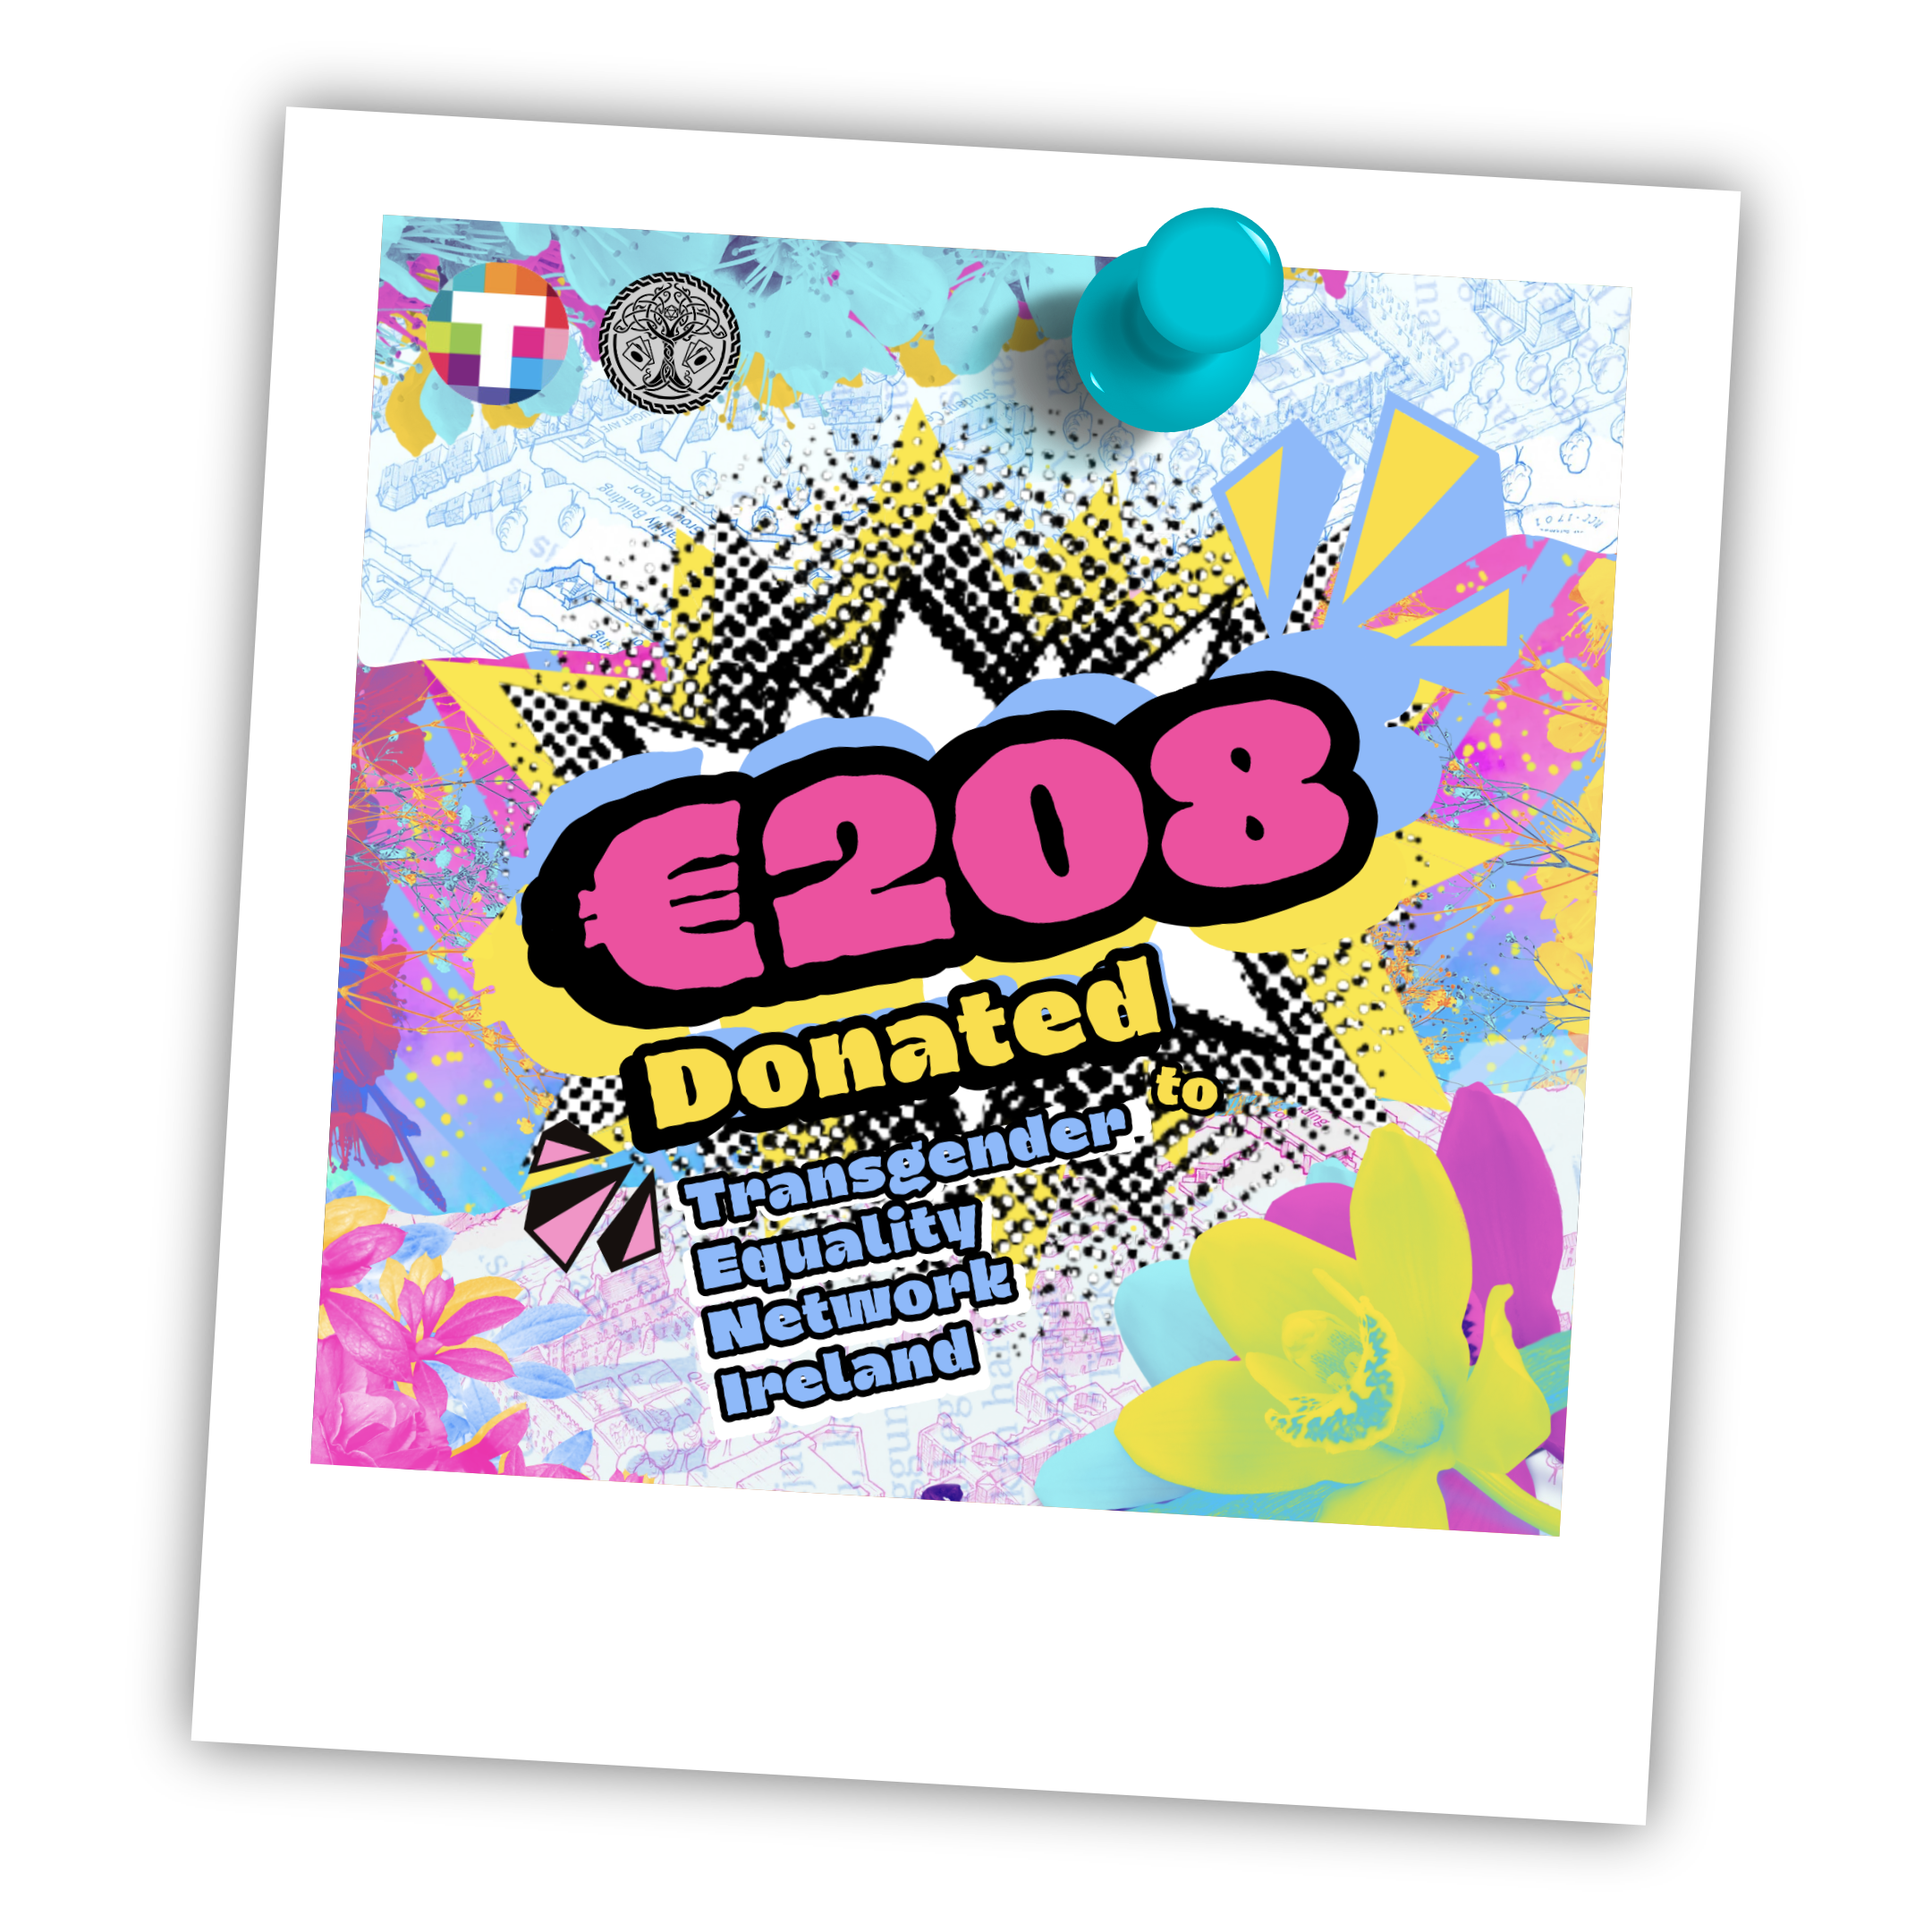 T
€208
Donated
to
Transgender
Equality
Network
Ireland